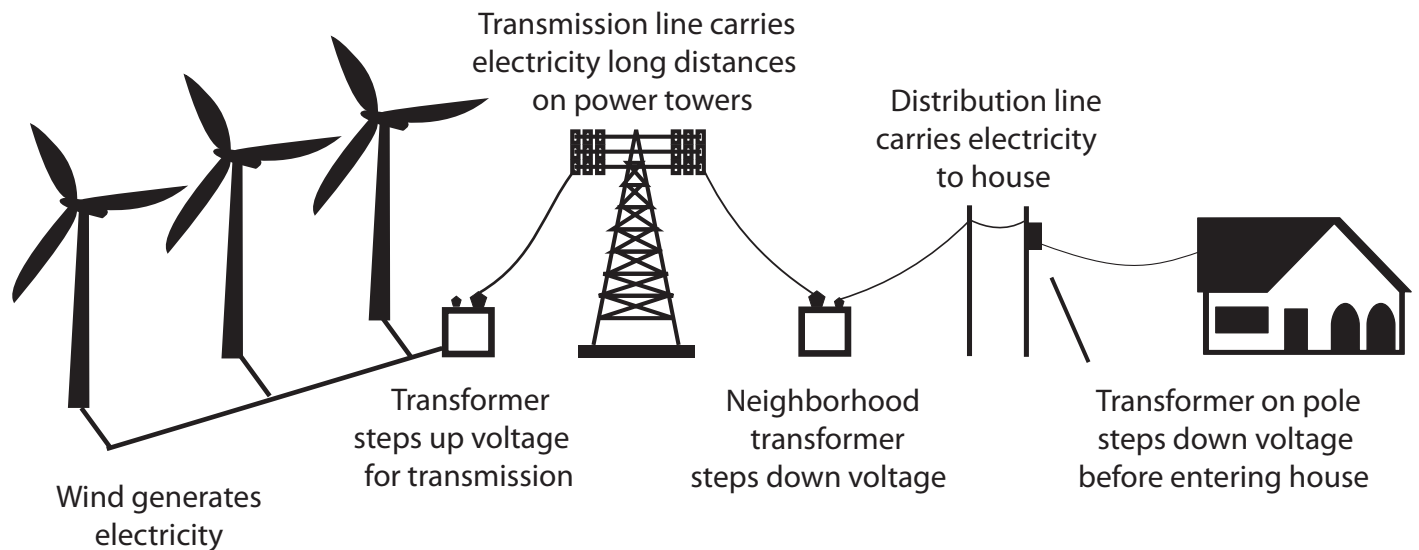 Transmission line carries
electricity long distances
on power towers
Distribution line
carries electricity
to house
Transformer
steps up voltage
for transmission
Neighborhood
transformer
steps down voltage
Transformer on pole
steps down voltage
before entering house
Wind generates
electricity